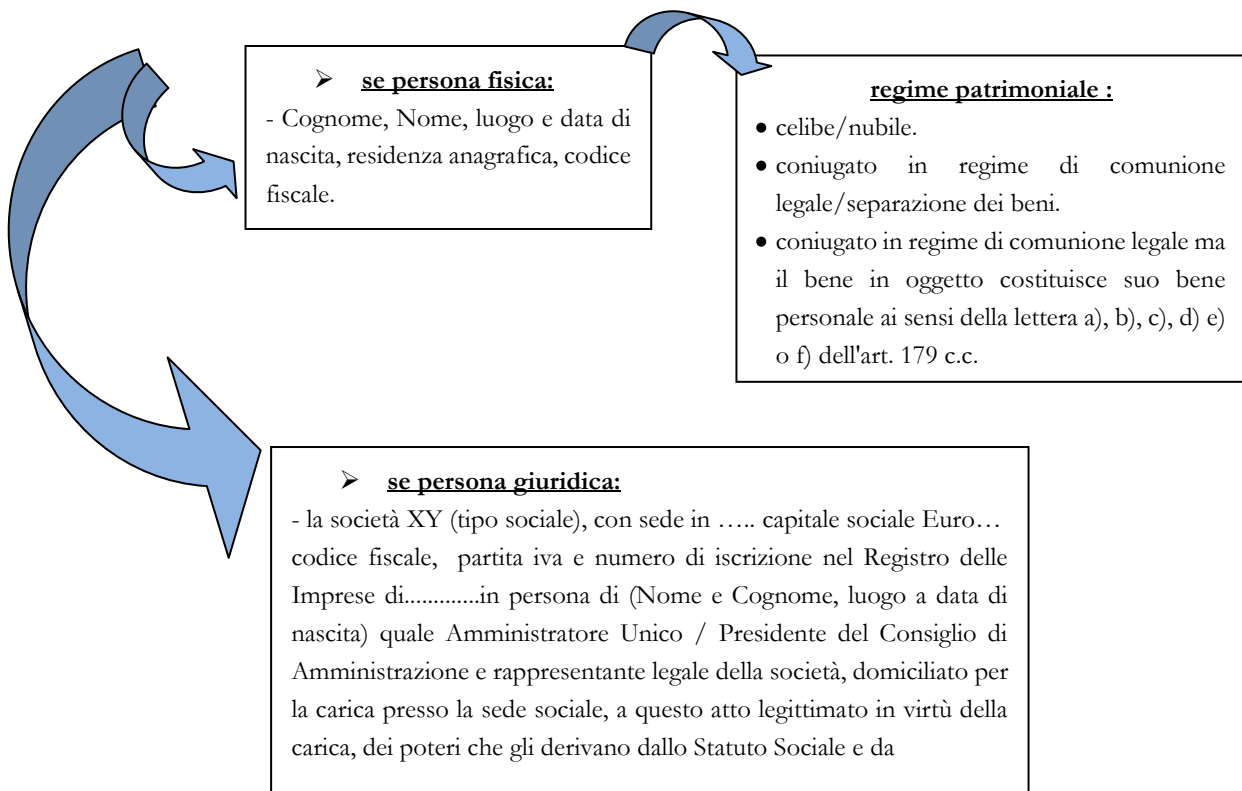 ➢ se persona fisica:
- Cognome, Nome, luogo e data di
nascita, residenza anagrafica, codice
fiscale.
regime patrimoniale :
• celibe/nubile.
• coniugato in regime di comunione
legale/separazione dei beni.
• coniugato in regime di comunione legale ma
il bene in oggetto costituisce suo bene
personale ai sensi della lettera a), b), c), d) e)
o f) dell'art. 179 c.c.
➢ se persona giuridica:
- la società XY (tipo sociale), con sede in ….. capitale sociale Euro…
codice fiscale, partita iva e numero di iscrizione nel Registro delle
Imprese di.............in persona di (Nome e Cognome, luogo a data di
nascita) quale Amministratore Unico / Presidente del Consiglio di
Amministrazione e rappresentante legale della società, domiciliato per
la carica presso la sede sociale, a questo atto legittimato in virtù della
carica, dei poteri che gli derivano dallo Statuto Sociale e da